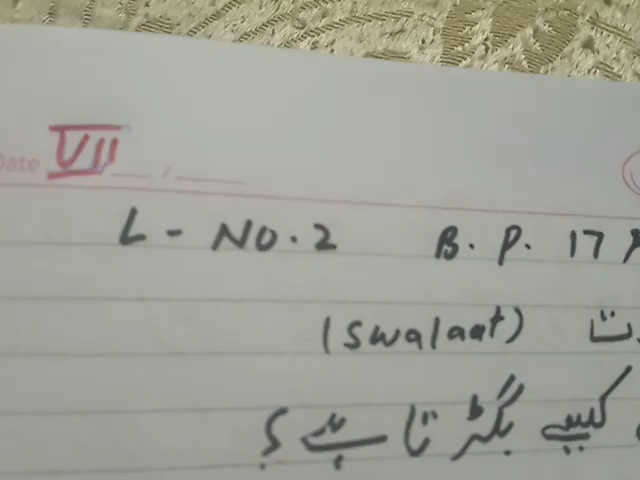 Date VII / 
L - No. 2 B. P. 17
(Swalaat)
کیسے بگڑتا ہے؟